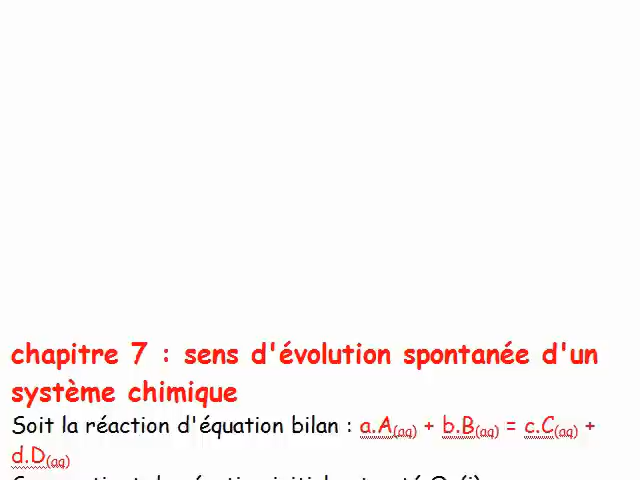 chapitre 7 : sens d'évolution spontanée d'un
système chimique
Soit la réaction d'équation bilan : a.A(aq) + b.B(aq) = c.C(aq) +
d.D(aq)